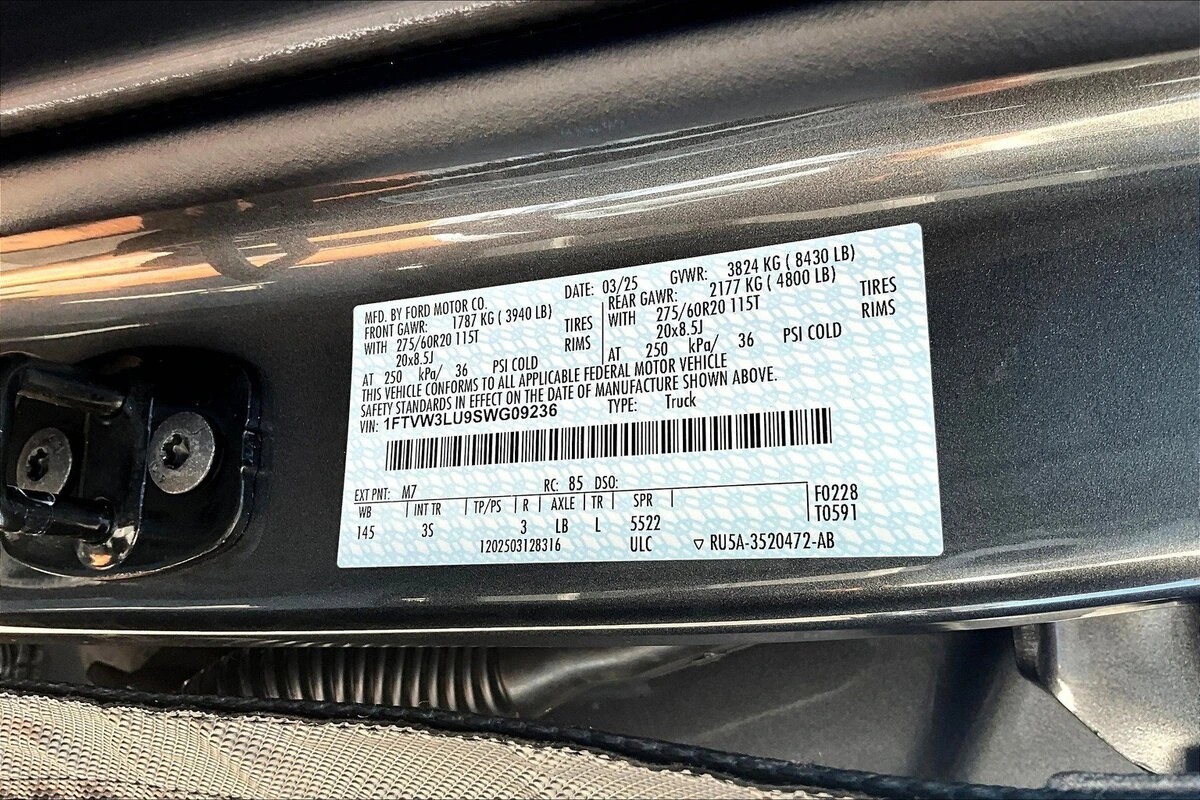 MFD. BY FORD MOTOR CO. DATE: 03/25 GVWR: 3824 KG ( 8430 LB)
FRONT GAWR: 1787 KG ( 3940 LB) REAR GAWR: 2177 KG ( 4800 LB)
WITH 275/60R20 115T TIRES WITH 275/60R20 115T TIRES
20x8.5J RIMS 20x8.5J RIMS
AT 250 kPa/ 36 PSI COLD AT 250 kPa/ 36 PSI COLD
THIS VEHICLE CONFORMS TO ALL APPLICABLE FEDERAL MOTOR VEHICLE
SAFETY STANDARDS IN EFFECT ON THE DATE OF MANUFACTURE SHOWN ABOVE.
VIN: 1FTVW3LU9SWG09236 TYPE: Truck
EXT PNT: M7 RC: 85 DSO:
WB INT TR TP/PS R AXLE TR SPR F0228
145 3S 3 LB L 5522 T0591
1202503128316 ULC ▽ RU5A-3520472-AB